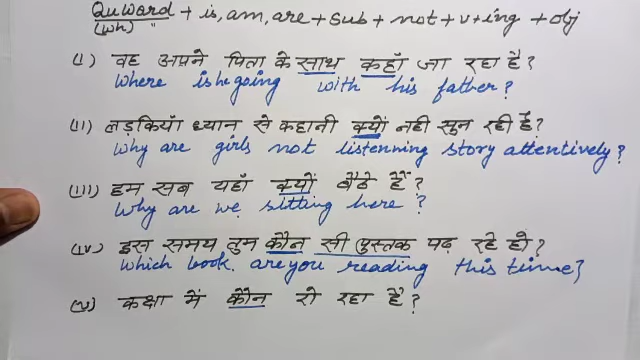 QuWard + is, am, are + sub + not + v + ing + obj
(Wh) "
(I) वह अपने पिता के साथ कहाँ जा रहा है?
Where is he going with his father?
(II) लड़कियाँ ध्यान से कहानी क्यों नही सुन रही हैं?
Why are girls not listenning story attentively?
(III) हम सब यहाँ क्यों बैठे हैं?
Why are we sitting here?
(IV) इस समय तुम कौन सी पुस्तक पढ़ रहे हो?
Which book are you reading this time?
(V) कक्षा में कौन रो रहा है?